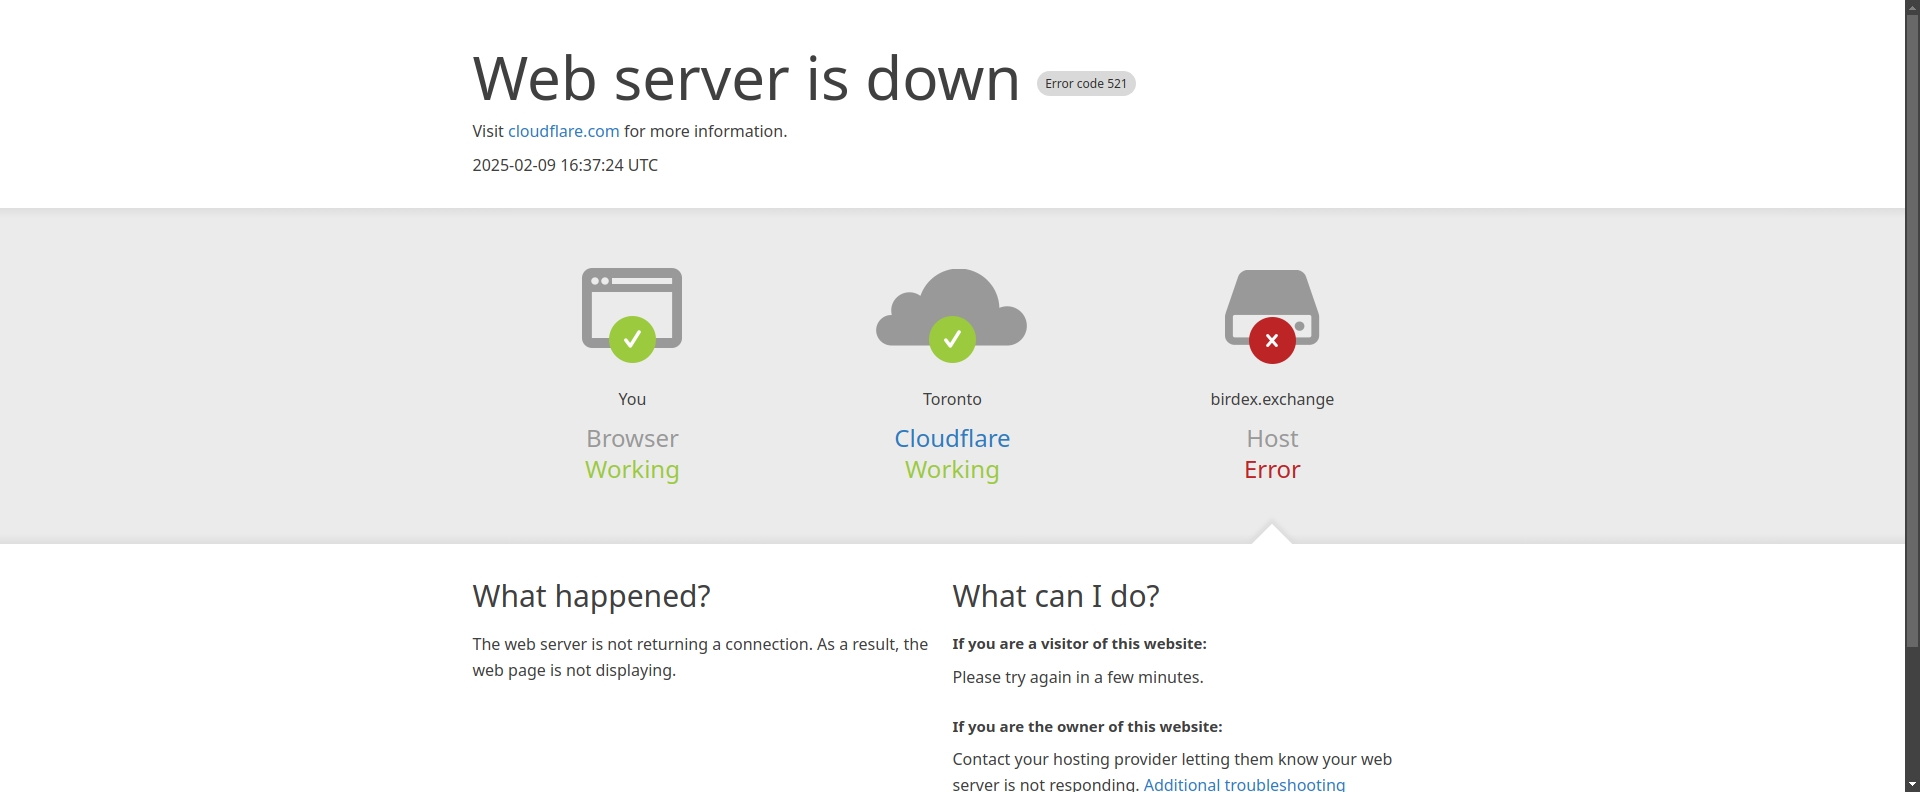 Web server is down Error code 521
Visit cloudflare.com for more information.
2025-02-09 16:37:24 UTC
You
Browser
Working
Toronto
Cloudflare
Working
birdex.exchange
Host
Error
What happened?
The web server is not returning a connection. As a result, the
web page is not displaying.
What can I do?
If you are a visitor of this website:
Please try again in a few minutes.
If you are the owner of this website:
Contact your hosting provider letting them know your web
server is not responding. Additional troubleshooting